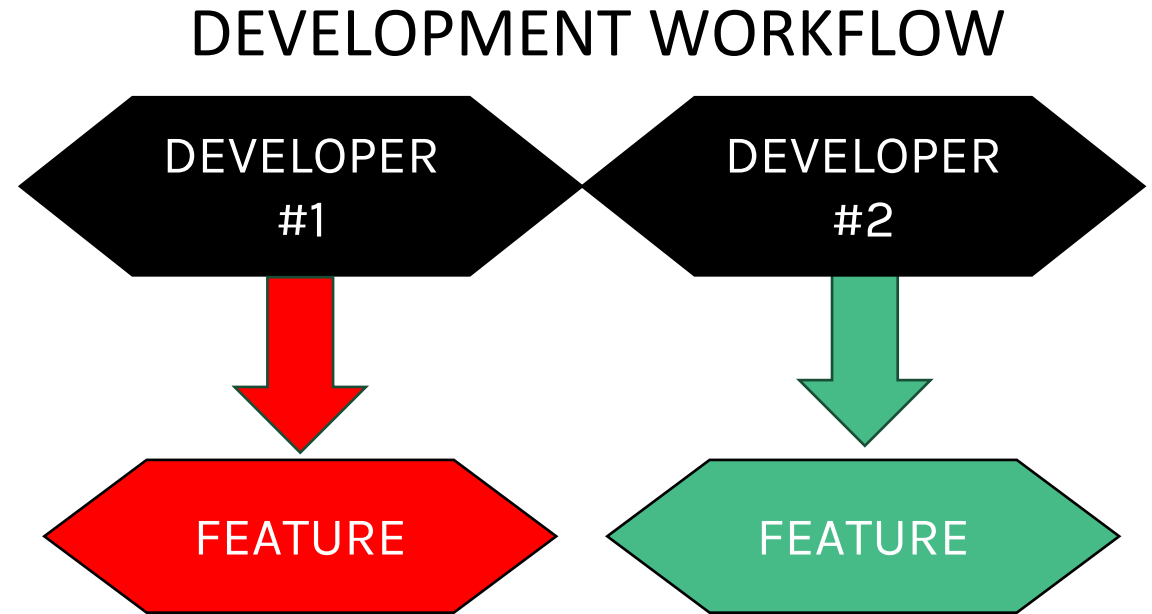 DEVELOPMENT WORKFLOW
DEVELOPER
#1
DEVELOPER
#2
FEATURE
FEATURE